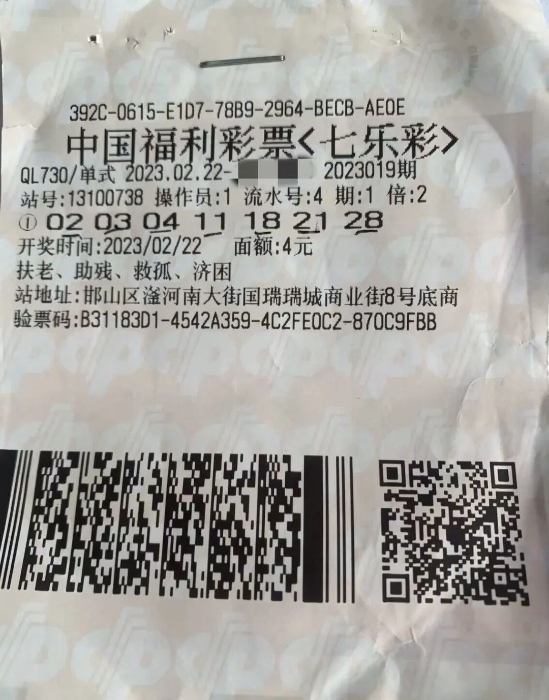 392C-0615-E1D7-78B9-2964-BECB-AE0E
中国福利彩票<七乐彩>
QL730/单式 2023.02.22- 2023019期
站号:13100738 操作员:1 流水号:4 期:1 倍:2
① 02 03 04 11 18 21 28
开奖时间:2023/02/22 面额:4元
扶老、助残、救孤、济困
站地址:邯山区滏河南大街国瑞瑞城商业街8号底商
验票码:B31183D1-4542A359-4C2FE0C2-870C9FBB